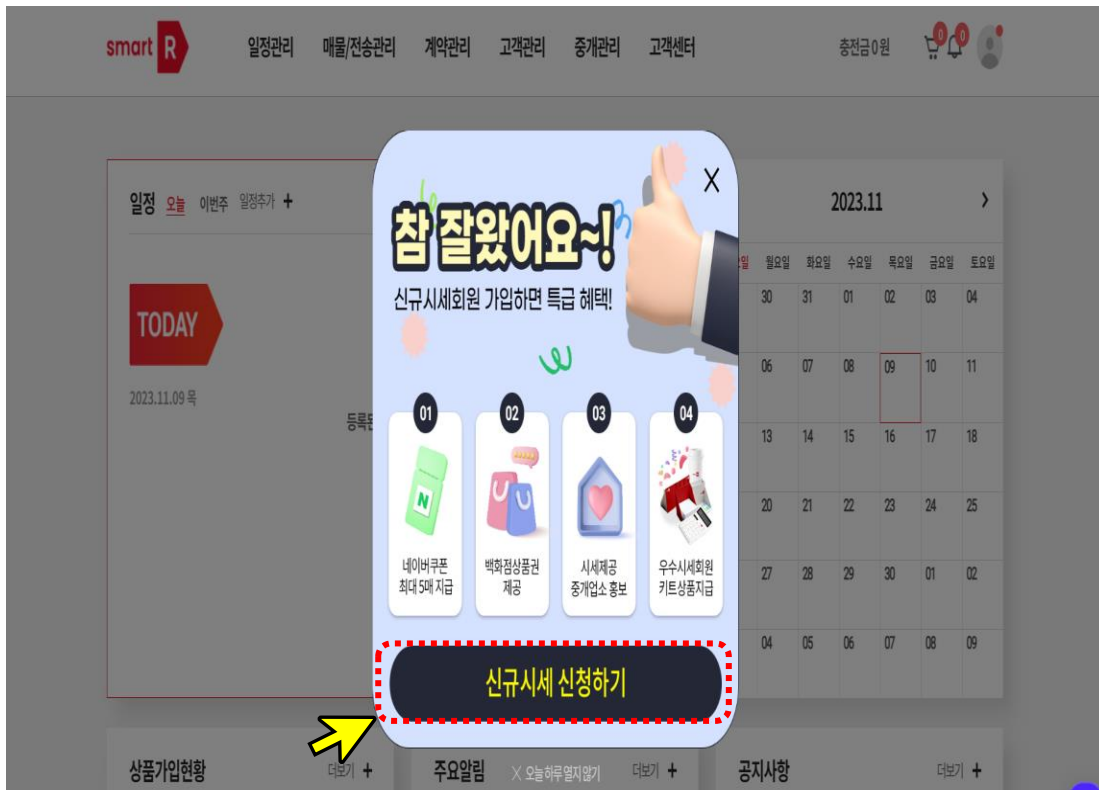 smart R
일정관리 매물/전송관리 계약관리 고객관리 중개관리 고객센터
충전금 0 원 0 0
일정 오늘 이번주 일정추가 +
TODAY
2023.11.09 목
등록된
참 잘왔어요~!
신규시세회원 가입하면 특급 혜택!
X
01 02 03 04
N
네이버쿠폰
최대 5매 지급
백화점상품권
제공
시세제공
중개업소 홍보
우수시세회원
키트상품지급
신규시세 신청하기
2023.11 >
월요일 화요일 수요일 목요일 금요일 토요일
30 31 01 02 03 04
06 07 08 09 10 11
13 14 15 16 17 18
20 21 22 23 24 25
27 28 29 30 01 02
04 05 06 07 08 09
상품가입현황 더보기 +
주요알림 더보기 +
X 오늘하루 열지않기
공지사항 더보기 +